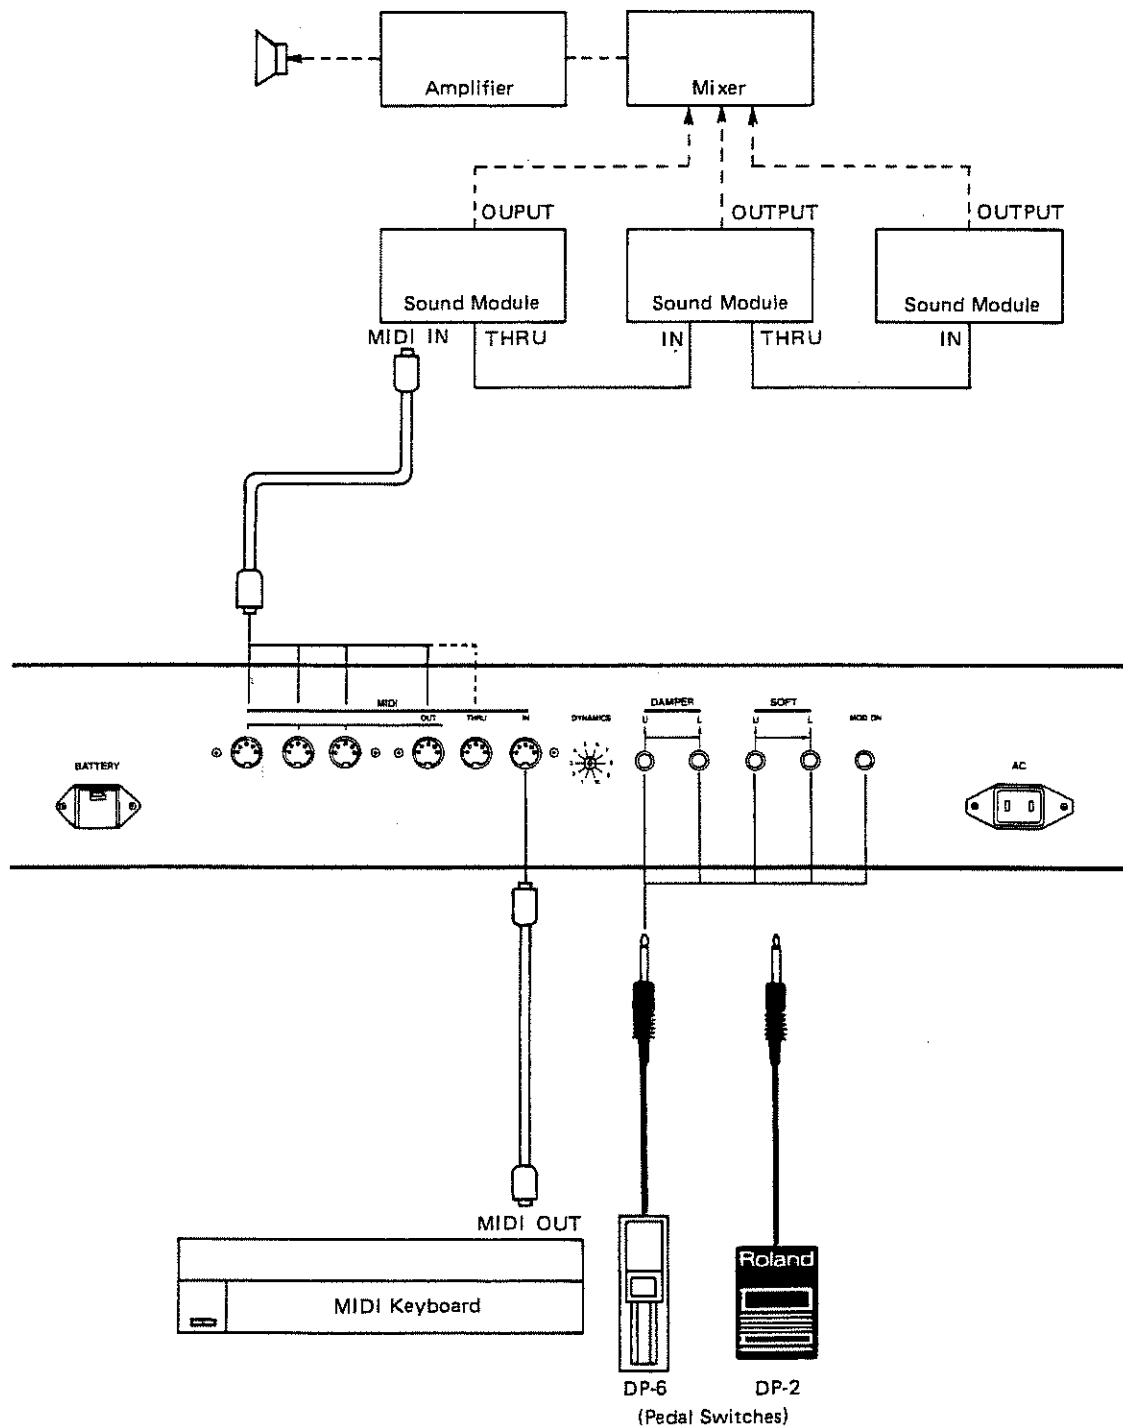 Amplifier
Mixer
OUPUT
OUTPUT
OUTPUT
Sound Module
Sound Module
Sound Module
MIDI IN
THRU
IN
THRU
IN
MIDI
OUT
THRU
IN
DYNAMICS
DAMPER
U
L
SOFT
U
L
MOD ON
BATTERY
AC
MIDI OUT
MIDI Keyboard
Roland
DP-6
DP-2
(Pedal Switches)